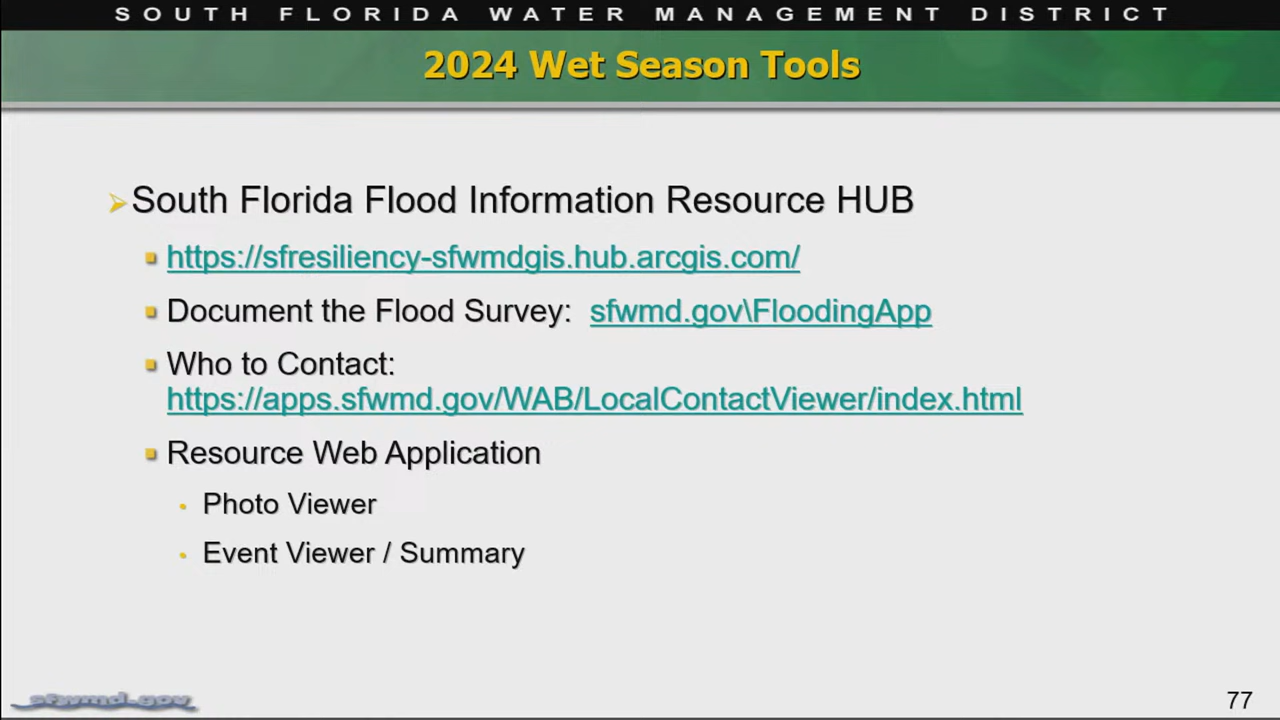 SOUTH FLORIDA WATER MANAGEMENT DISTRICT
2024 Wet Season Tools
South Florida Flood Information Resource HUB
https://sfresiliency-sfwmdgis.hub.arcgis.com/
Document the Flood Survey: sfwmd.gov\FloodingApp
Who to Contact:
https://apps.sfwmd.gov/WAB/LocalContactViewer/index.html
Resource Web Application
Photo Viewer
Event Viewer / Summary
sfwmd.gov
77